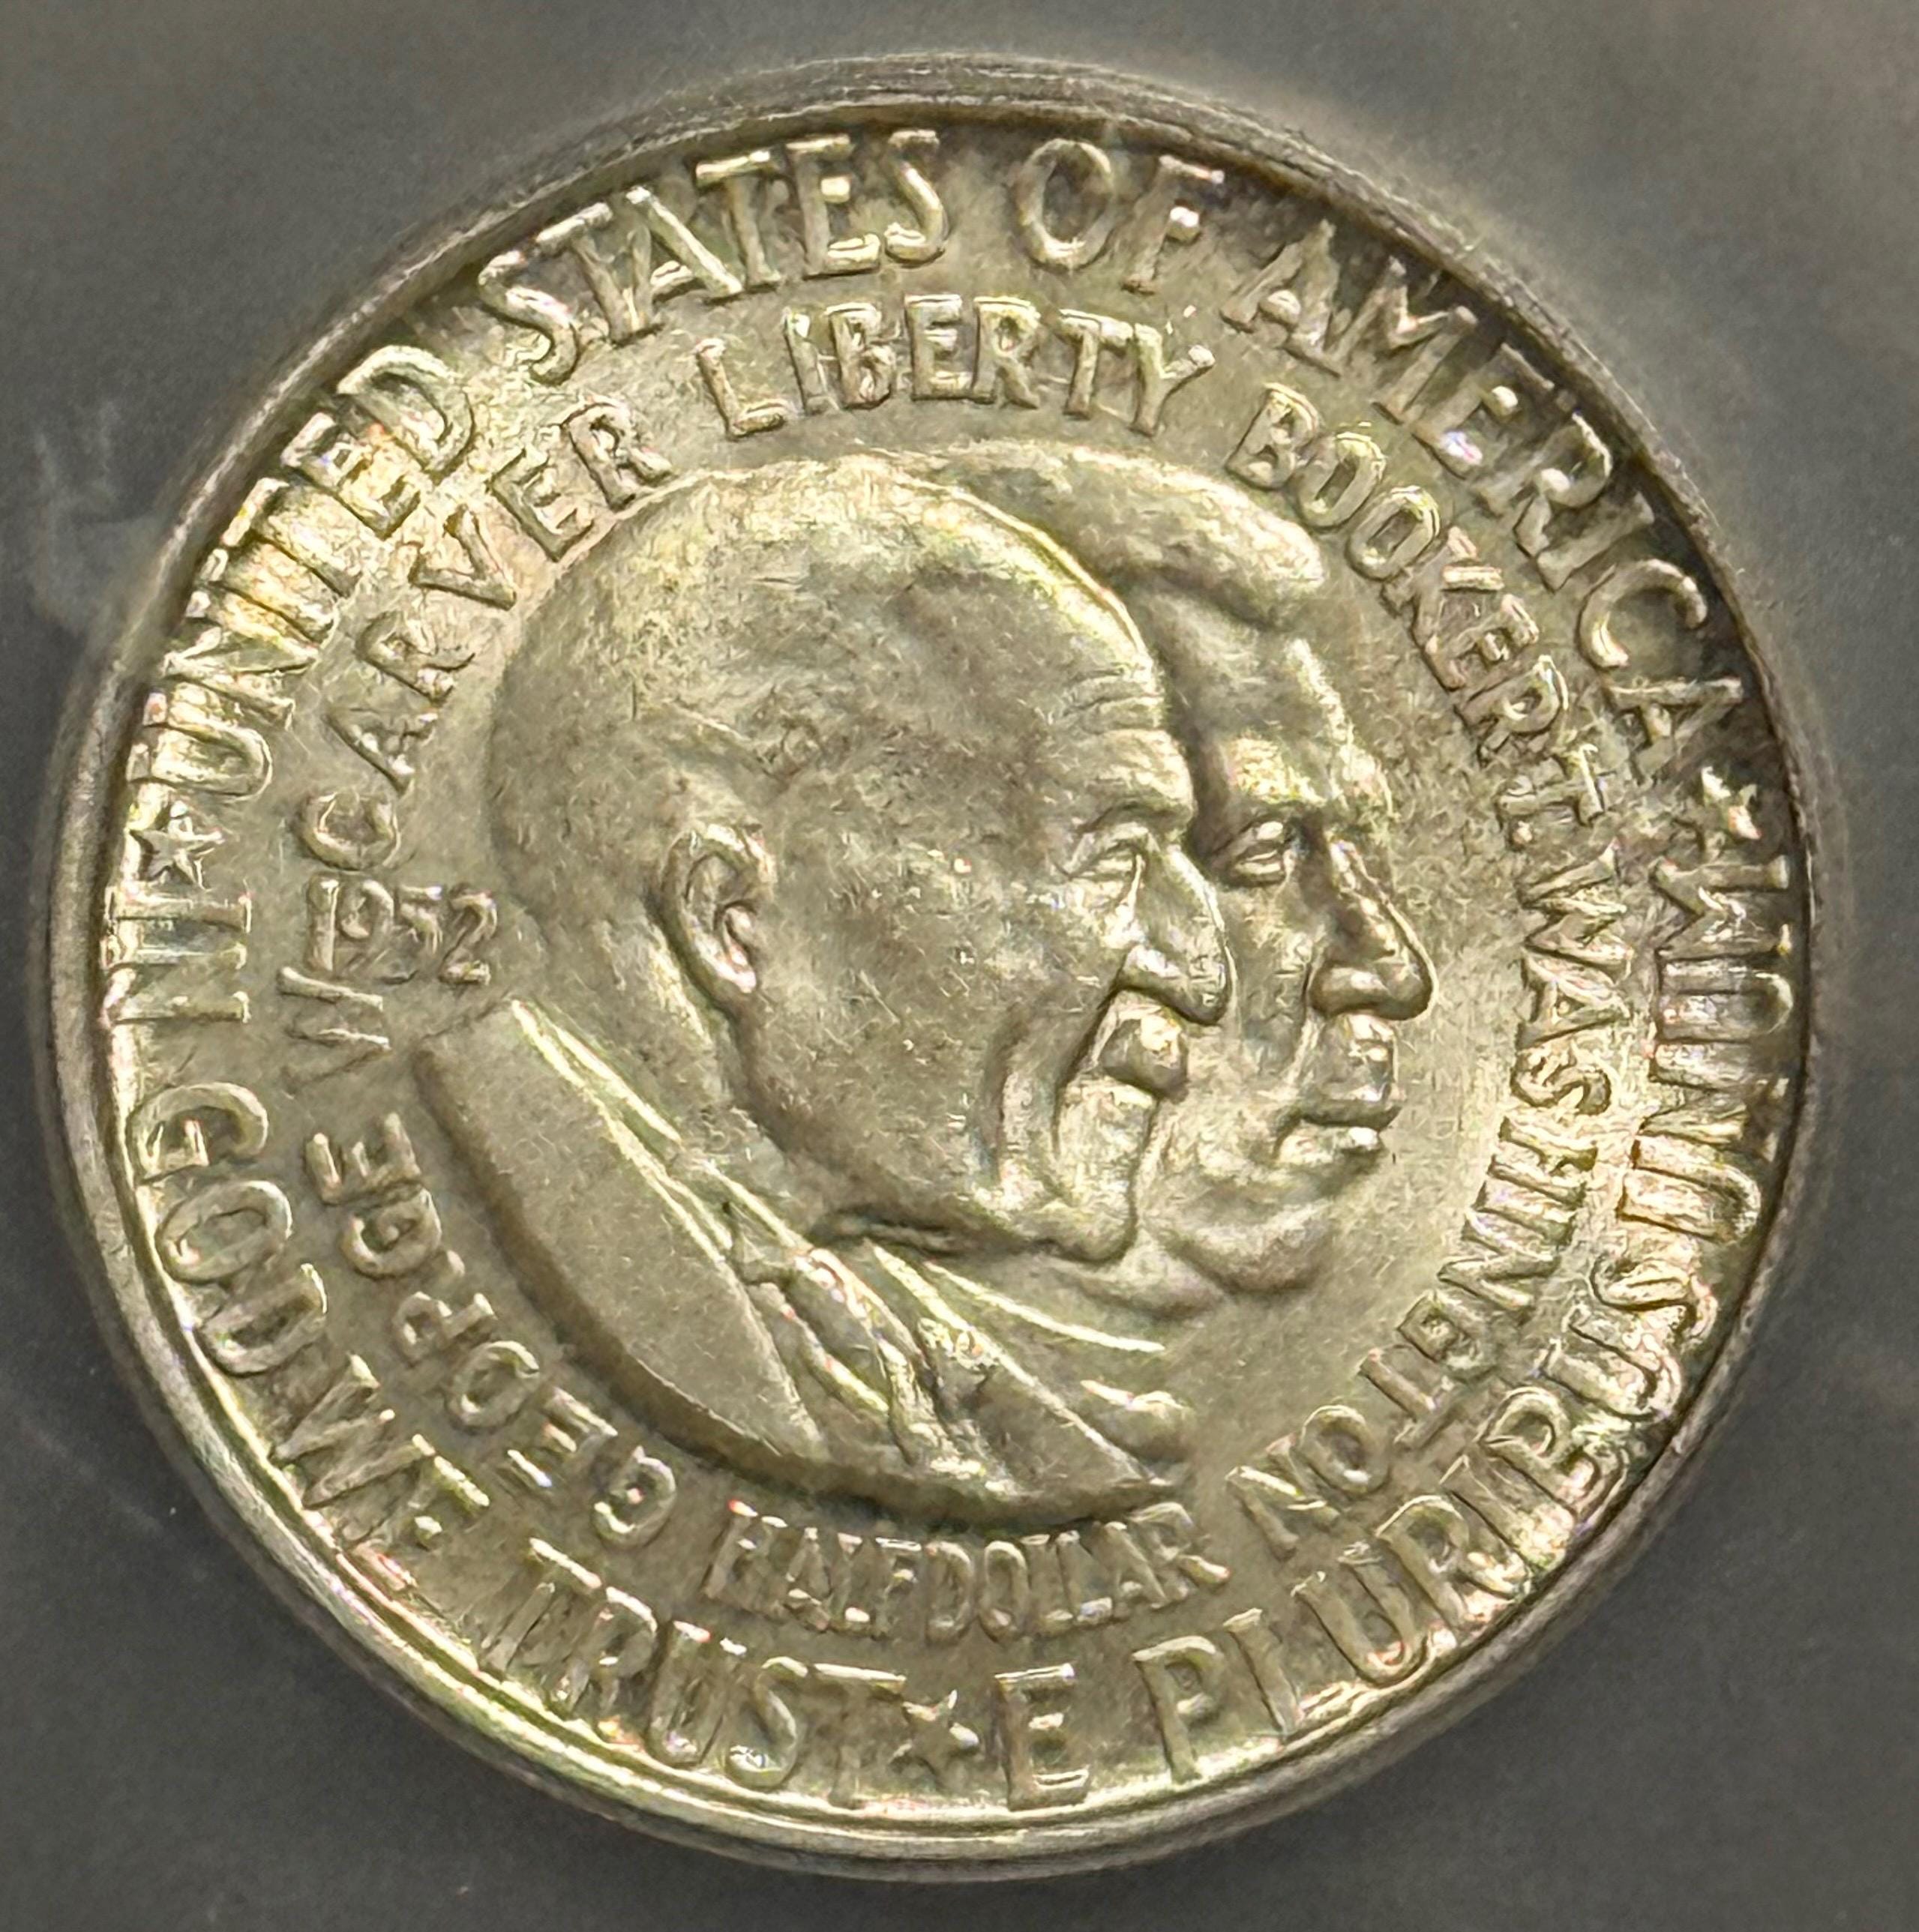 ★ UNITED STATES OF AMERICA
★ E PLURIBUS UNUM
★ IN GOD WE TRUST
LIBERTY
GEORGE W. CARVER
BOOKER T. WASHINGTON
1952
HALF DOLLAR